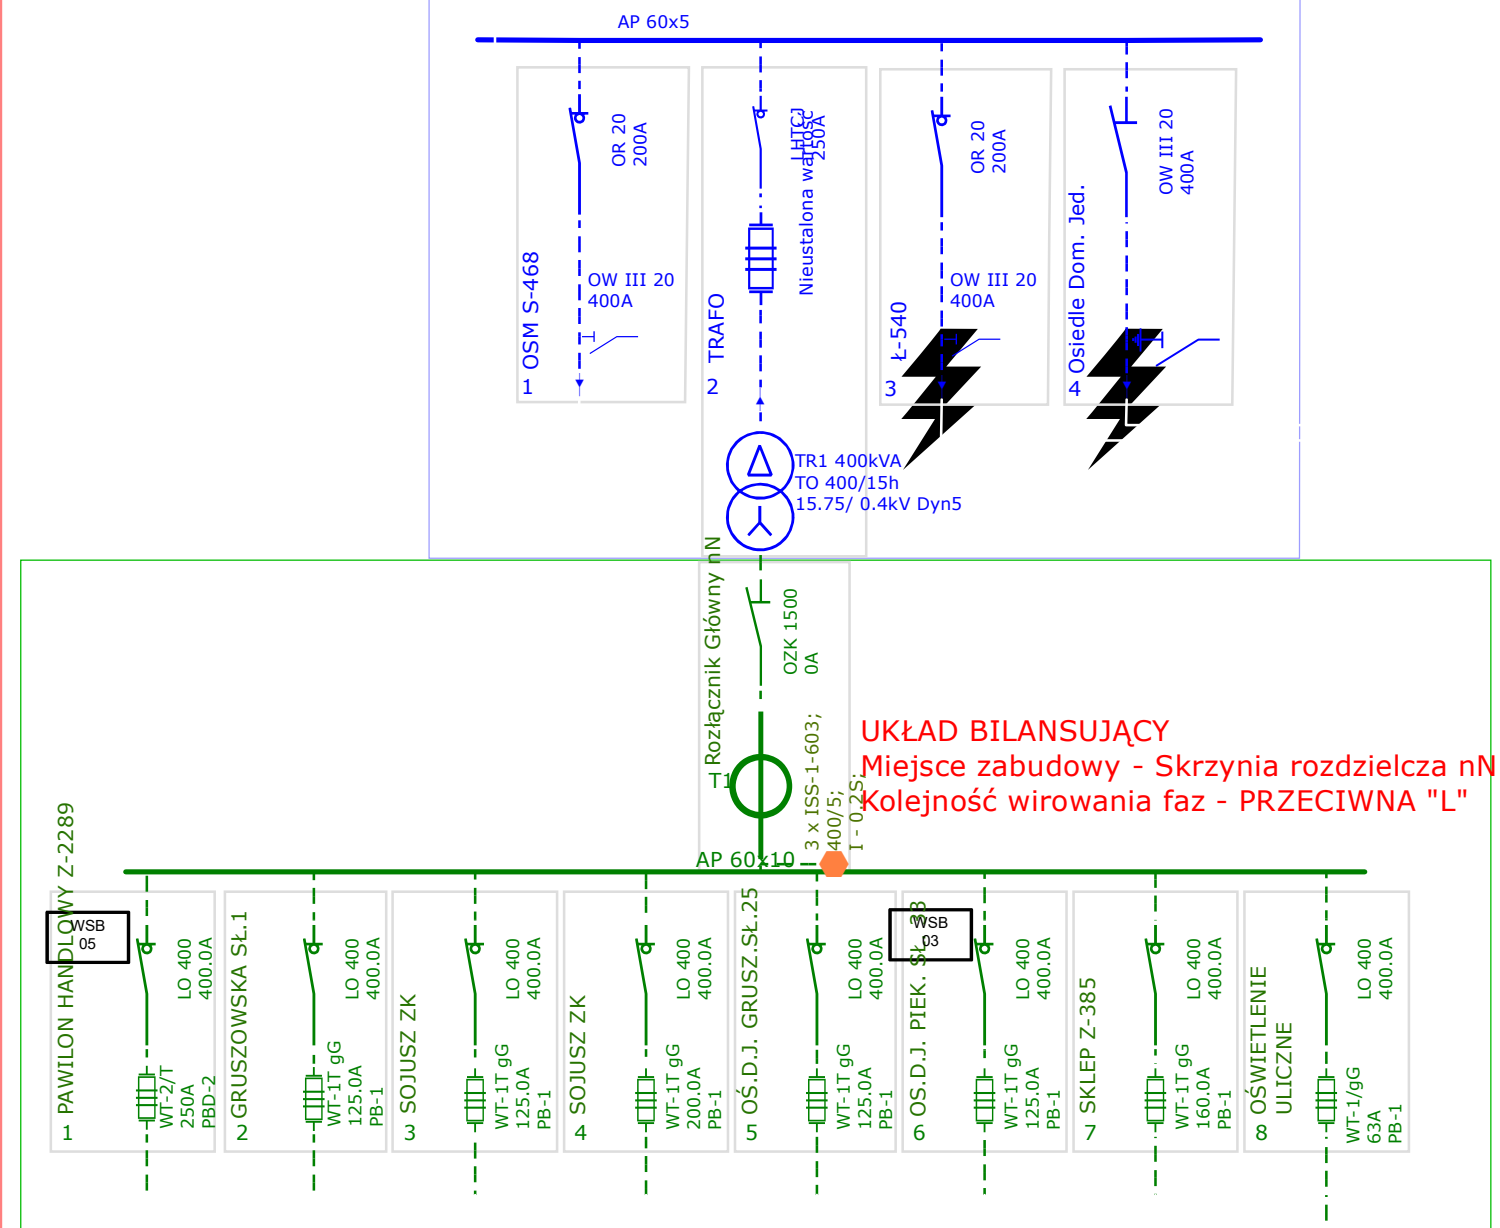 AP 60x5
OR 20
200A
OW III 20
400A
OSM S-468
1
LHTCJ
250A
Nieustalona wartość
TRAFO
2
OR 20
200A
OW III 20
400A
Ł-540
3
OW III 20
400A
Osiedle Dom. Jed.
4
TR1 400kVA
TO 400/15h
15.75/ 0.4kV Dyn5
Rozłącznik Główny nN
OZK 1500
0A
T1
3 x ISS-1-603;
400/5;
I - 0.2S;
UKŁAD BILANSUJĄCY
Miejsce zabudowy - Skrzynia rozdzielcza nN
Kolejność wirowania faz - PRZECIWNA "L"
AP 60x10
PAWILON HANDLOWY Z-2289
1
WSB
05
LO 400
400.0A
WT-2/T
250A
PBD-2
GRUSZOWSKA SŁ.1
2
LO 400
400.0A
WT-1T gG
125.0A
PB-1
SOJUSZ ZK
3
LO 400
400.0A
WT-1T gG
125.0A
PB-1
SOJUSZ ZK
4
LO 400
400.0A
WT-1T gG
200.0A
PB-1
OŚ.D.J. GRUSZ.SŁ.25
5
LO 400
400.0A
WT-1T gG
125.0A
PB-1
OS.D.J. PIEK. SŁ. 33
6
WSB
03
LO 400
400.0A
WT-1T gG
125.0A
PB-1
SKLEP Z-385
7
LO 400
400.0A
WT-1T gG
160.0A
PB-1
OŚWIETLENIE
ULICZNE
8
LO 400
400.0A
WT-1/gG
63A
PB-1